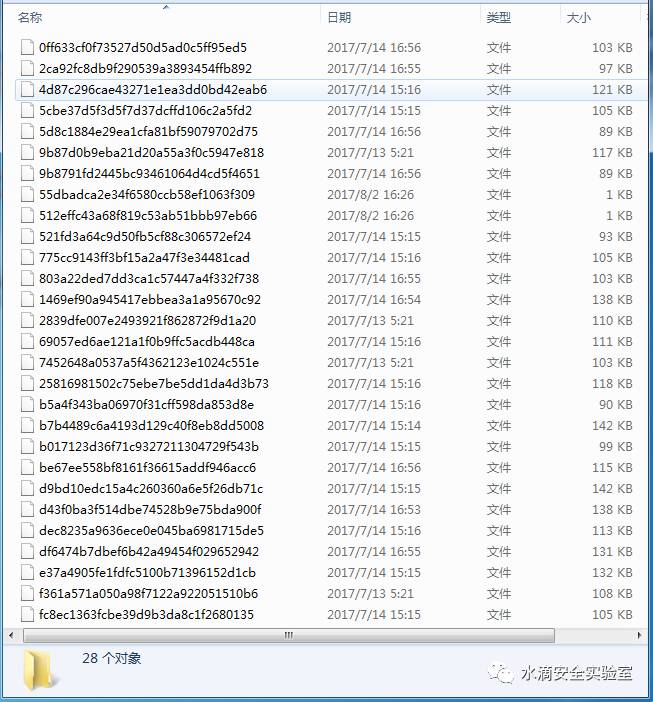 名称 日期 类型 大小
0ff633cf0f73527d50d5ad0c5ff95ed5 2017/7/14 16:56 文件 103 KB
2ca92fc8db9f290539a3893454ffb892 2017/7/14 16:55 文件 97 KB
4d87c296cae43271e1ea3dd0bd42eab6 2017/7/14 15:16 文件 121 KB
5cbe37d5f3d5f7d37dcffd106c2a5fd2 2017/7/14 15:15 文件 105 KB
5d8c1884e29ea1cfa81bf59079702d75 2017/7/14 16:56 文件 89 KB
9b87d0b9eba21d20a55a3f0c5947e818 2017/7/13 5:21 文件 117 KB
9b8791fd2445bc93461064d4cd5f4651 2017/7/14 16:56 文件 89 KB
55dbadca2e34f6580ccb58ef1063f309 2017/8/2 16:26 文件 1 KB
512effc43a68f819c53ab51bbb97eb66 2017/8/2 16:26 文件 1 KB
521fd3a64c9d50fb5cf88c306572ef24 2017/7/14 15:15 文件 93 KB
775cc9143ff3bf15a2a47f3e34481cad 2017/7/14 15:16 文件 105 KB
803a22ded7dd3ca1c57447a4f332f738 2017/7/14 16:55 文件 103 KB
1469ef90a945417ebbea3a1a95670c92 2017/7/14 16:54 文件 138 KB
2839dfe007e2493921f862872f9d1a20 2017/7/13 5:21 文件 110 KB
69057ed6ae121a1f0b9ffc5acdb448ca 2017/7/14 15:16 文件 111 KB
7452648a0537a5f4362123e1024c551e 2017/7/13 5:21 文件 103 KB
25816981502c75ebe7be5dd1da4d3b73 2017/7/14 15:16 文件 118 KB
b5a4f343ba06970f31cff598da853d8e 2017/7/14 15:16 文件 90 KB
b7b4489c6a4193d129c40f8eb8dd5008 2017/7/14 15:14 文件 142 KB
b017123d36f71c9327211304729f543b 2017/7/14 15:15 文件 99 KB
be67ee558bf8161f36615addf946acc6 2017/7/14 16:56 文件 115 KB
d9bd10edc15a4c260360a6e5f26db71c 2017/7/14 15:15 文件 142 KB
d43f0ba3f514dbe74528b9e75bda900f 2017/7/14 16:53 文件 138 KB
dec8235a9636ece0e045ba6981715de5 2017/7/14 15:16 文件 113 KB
df6474b7dbef6b42a49454f029652942 2017/7/14 16:55 文件 131 KB
e37a4905fe1fdfc5100b71396152d1cb 2017/7/14 15:15 文件 132 KB
f361a571a050a98f7122a922051510b6 2017/7/13 5:21 文件 108 KB
fc8ec1363fcbe39d9b3da8c1f2680135 2017/7/14 15:15 文件 105 KB
28 个对象
水滴安全实验室